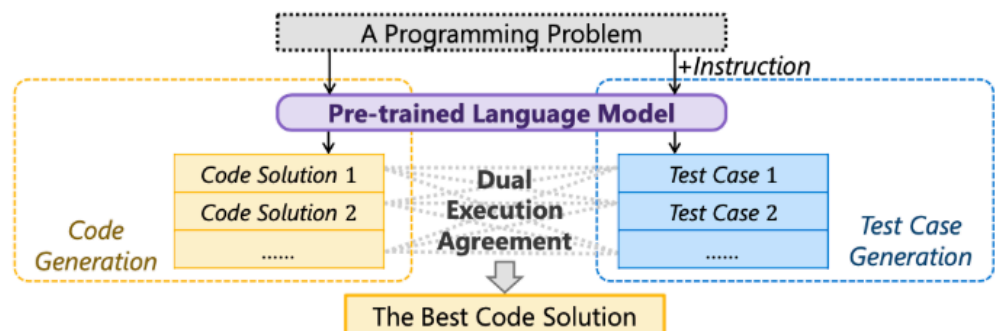 A Programming Problem
+Instruction
Pre-trained Language Model
Code Solution 1
Code Solution 2
......
Code
Generation
Dual
Execution
Agreement
Test Case 1
Test Case 2
......
Test Case
Generation
The Best Code Solution